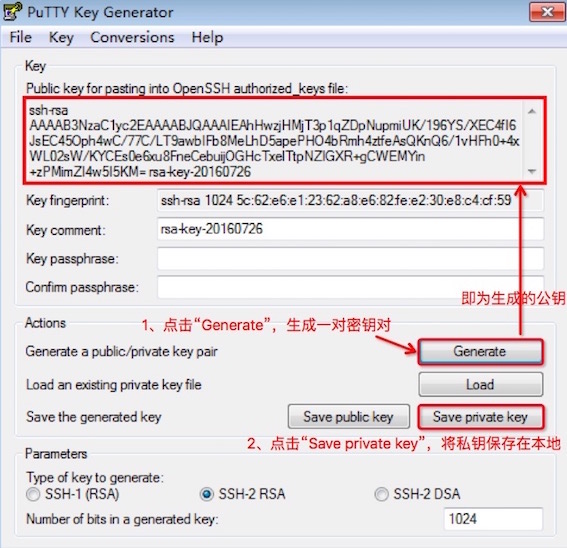 PuTTY Key Generator
File Key Conversions Help
Key
Public key for pasting into OpenSSH authorized_keys file:
ssh-rsa
AAAAB3NzaC1yc2EAAAABJQAAAIEAhHwzjHMjT3p1qZDpNupmiUK/196YS/XEC4fI6
JsEC45Oph4wC/77C/LT9awbIFb8MeLhD5apePHO4bRmh4ztfeAsQKnQ6/1vHFh0+4x
WL02sW/KYCEs0e6xu8FneCebuijOGHcTxeITtpNZIGXR+gCWEMYin
+zPMimZI4w5I5KM= rsa-key-20160726
Key fingerprint: ssh-rsa 1024 5c:62:e6:e1:23:62:a8:e6:82:fe:e2:30:e8:c4:cf:59
Key comment: rsa-key-20160726
Key passphrase:
Confirm passphrase:
即为生成的公钥
Actions
1、点击“Generate”，生成一对密钥对
Generate a public/private key pair Generate
Load an existing private key file Load
Save the generated key Save public key Save private key
2、点击“Save private key”，将私钥保存在本地
Parameters
Type of key to generate:
SSH-1 (RSA) SSH-2 RSA SSH-2 DSA
Number of bits in a generated key: 1024